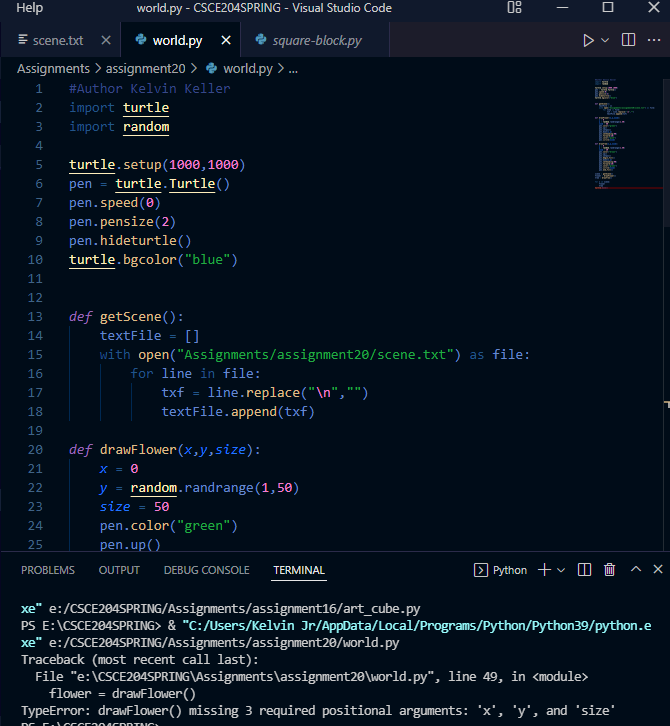 Help world.py - CSCE204SPRING - Visual Studio Code
scene.txt world.py square-block.py
Assignments > assignment20 > world.py > ...
1 #Author Kelvin Keller
2 import turtle
3 import random
4
5 turtle.setup(1000,1000)
6 pen = turtle.Turtle()
7 pen.speed(0)
8 pen.pensize(2)
9 pen.hideturtle()
10 turtle.bgcolor("blue")
11
12
13 def getScene():
14     textFile = []
15     with open("Assignments/assignment20/scene.txt") as file:
16         for line in file:
17             txf = line.replace("\n","")
18             textFile.append(txf)
19
20 def drawFlower(x,y,size):
21     x = 0
22     y = random.randrange(1,50)
23     size = 50
24     pen.color("green")
25     pen.up()
PROBLEMS OUTPUT DEBUG CONSOLE TERMINAL Python
xe" e:/CSCE204SPRING/Assignments/assignment16/art_cube.py
PS E:\CSCE204SPRING> & "C:/Users/Kelvin Jr/AppData/Local/Programs/Python/Python39/python.e
xe" e:/CSCE204SPRING/Assignments/assignment20/world.py
Traceback (most recent call last):
  File "e:\CSCE204SPRING\Assignments\assignment20\world.py", line 49, in <module>
    flower = drawFlower()
TypeError: drawFlower() missing 3 required positional arguments: 'x', 'y', and 'size'
PS E:\CSCE204SPRING>